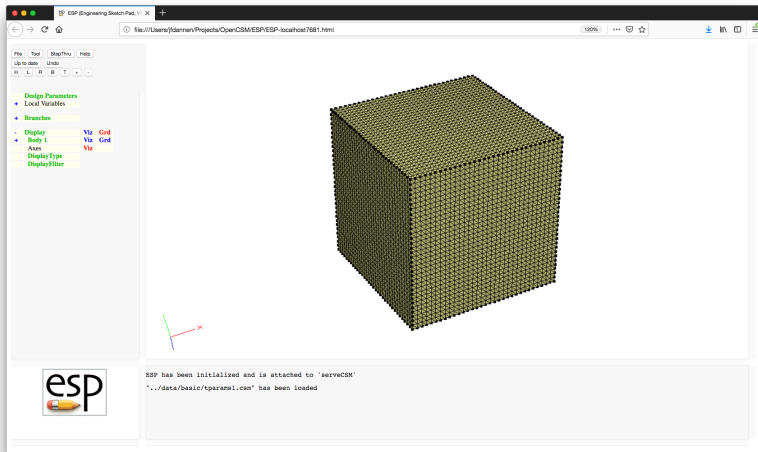 ESP (Engineering Sketch Pad, V
file:///Users/jfdannen/Projects/OpenCSM/ESP/ESP-localhost7681.html
120%
File Tool StepThru Help
Up to date Undo
H L R B T + -
Design Parameters
+ Local Variables
+ Branches
- Display Viz Grd
+ Body 1 Viz Grd
Axes Viz
DisplayType
DisplayFilter
X
esp
ESP has been initialized and is attached to 'serveCSM'
"../data/basic/tparams1.csm" has been loaded